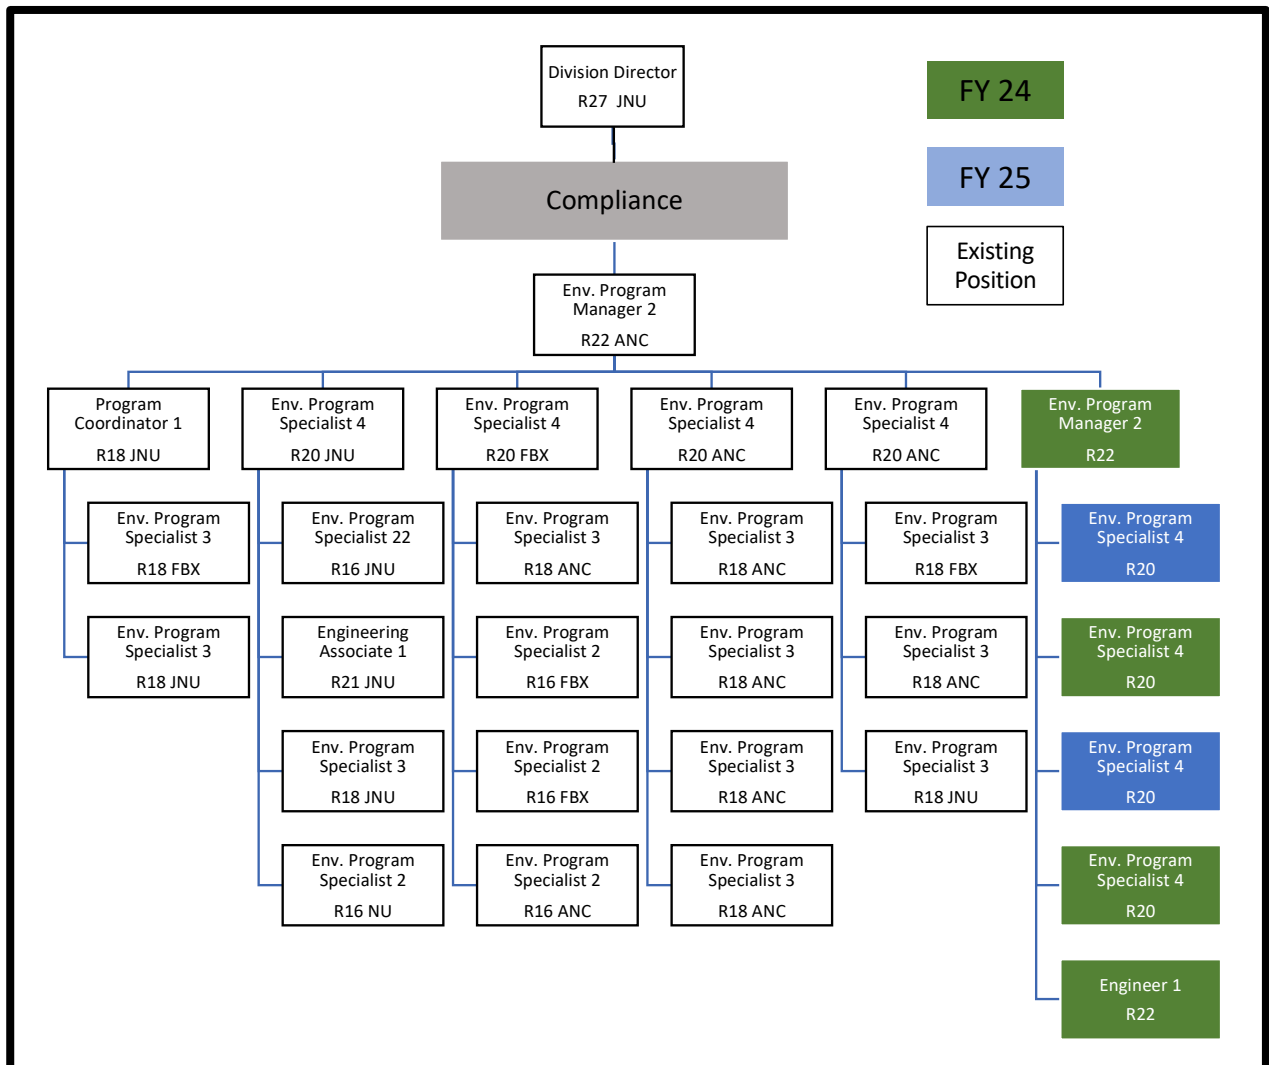 Division Director
R27  JNU
FY 24
FY 25
Existing
Position
Compliance
Env. Program
Manager 2
R22 ANC
Program
Coordinator 1
R18 JNU
Env. Program
Specialist 3
R18 FBX
Env. Program
Specialist 3
R18 JNU
Env. Program
Specialist 4
R20 JNU
Env. Program
Specialist 22
R16 JNU
Engineering
Associate 1
R21 JNU
Env. Program
Specialist 3
R18 JNU
Env. Program
Specialist 2
R16 NU
Env. Program
Specialist 4
R20 FBX
Env. Program
Specialist 3
R18 ANC
Env. Program
Specialist 2
R16 FBX
Env. Program
Specialist 2
R16 FBX
Env. Program
Specialist 2
R16 ANC
Env. Program
Specialist 4
R20 ANC
Env. Program
Specialist 3
R18 ANC
Env. Program
Specialist 3
R18 ANC
Env. Program
Specialist 3
R18 ANC
Env. Program
Specialist 3
R18 ANC
Env. Program
Specialist 4
R20 ANC
Env. Program
Specialist 3
R18 FBX
Env. Program
Specialist 3
R18 ANC
Env. Program
Specialist 3
R18 JNU
Env. Program
Manager 2
R22
Env. Program
Specialist 4
R20
Env. Program
Specialist 4
R20
Env. Program
Specialist 4
R20
Env. Program
Specialist 4
R20
Engineer 1
R22